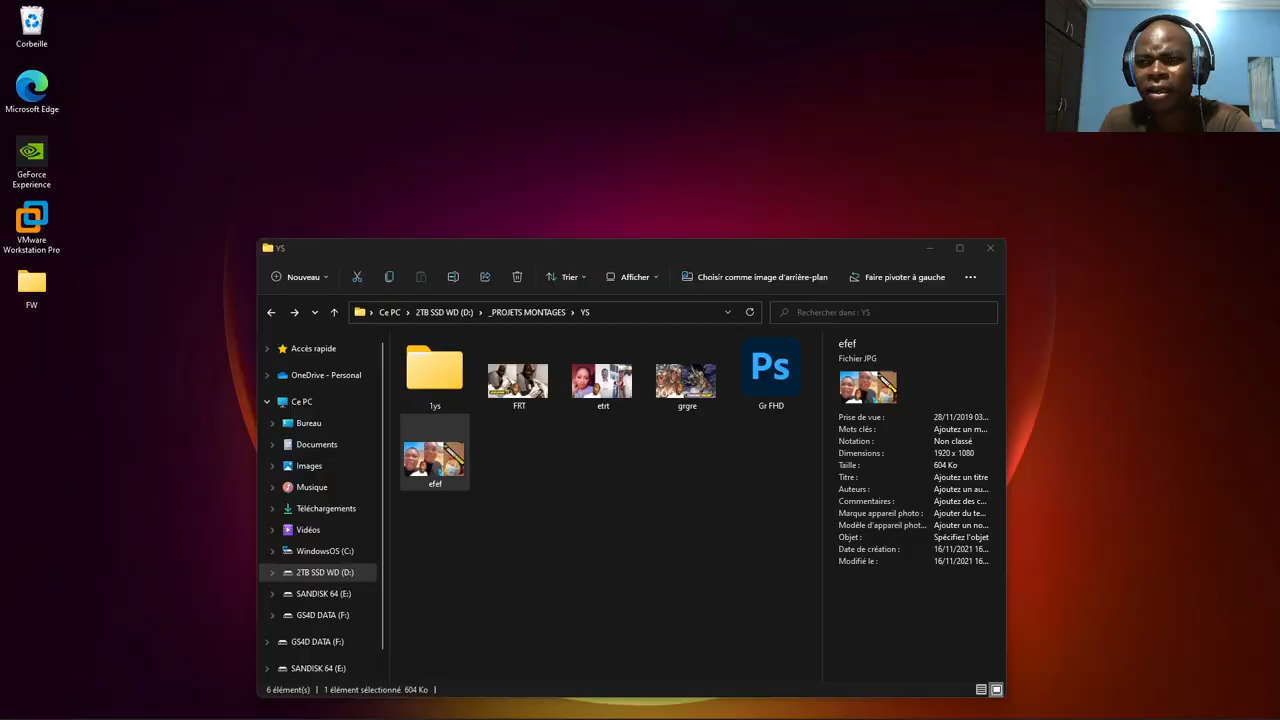 Corbeille
Microsoft Edge
GeForce
Experience
VMware
Workstation Pro
FW
YS
Nouveau
Trier
Afficher
Choisir comme image d'arrière-plan
Faire pivoter à gauche
Ce PC
2TB SSD WD (D:)
_PROJETS MONTAGES
YS
Rechercher dans : YS
Accès rapide
OneDrive - Personal
Ce PC
Bureau
Documents
Images
Musique
Téléchargements
Vidéos
WindowsOS (C:)
2TB SSD WD (D:)
SANDISK 64 (E:)
GS4D DATA (F:)
GS4D DATA (F:)
SANDISK 64 (E:)
1ys
FRT
etrt
grgre
Ps
Gr FHD
efef
efef
Fichier JPG
Prise de vue : 28/11/2019 03...
Mots clés : Ajoutez un m...
Notation : Non classé
Dimensions : 1920 x 1080
Taille : 604 Ko
Titre : Ajoutez un titre
Auteurs : Ajoutez un au...
Commentaires : Ajoutez des c...
Marque appareil photo : Ajouter du te...
Modèle d'appareil phot... Ajouter un no...
Objet : Spécifiez l'objet
Date de création : 16/11/2021 16...
Modifié le : 16/11/2021 16...
6 élément(s)
1 élément sélectionné 604 Ko